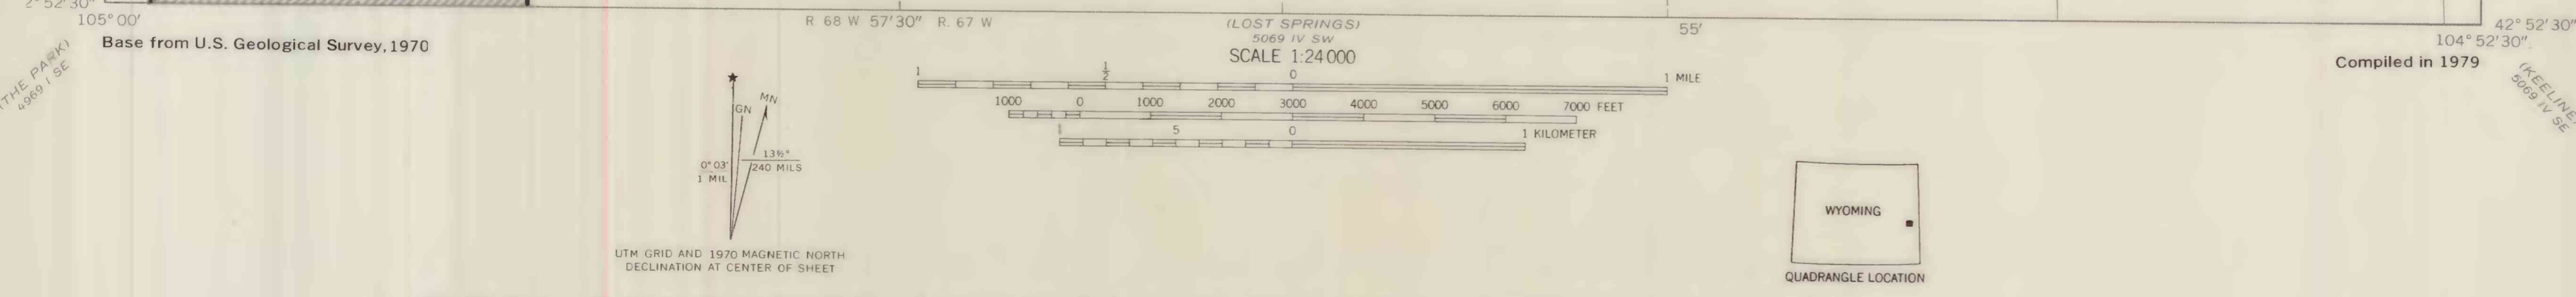 2°52'30"
105°00'
R 68 W 57'30" R. 67 W
(LOST SPRINGS)
5069 IV SW
55'
42°52'30"
104°52'30"
Base from U.S. Geological Survey, 1970
(THE PARK)
4969 I SE
SCALE 1:24 000
Compiled in 1979
(KEELINE)
5069 IV SE
1 ½ 0 1 MILE
1000 0 1000 2000 3000 4000 5000 6000 7000 FEET
1 5 0 1 KILOMETER
GN
MN
0°03'
1 MIL
13½°
240 MILS
UTM GRID AND 1970 MAGNETIC NORTH
DECLINATION AT CENTER OF SHEET
WYOMING
QUADRANGLE LOCATION